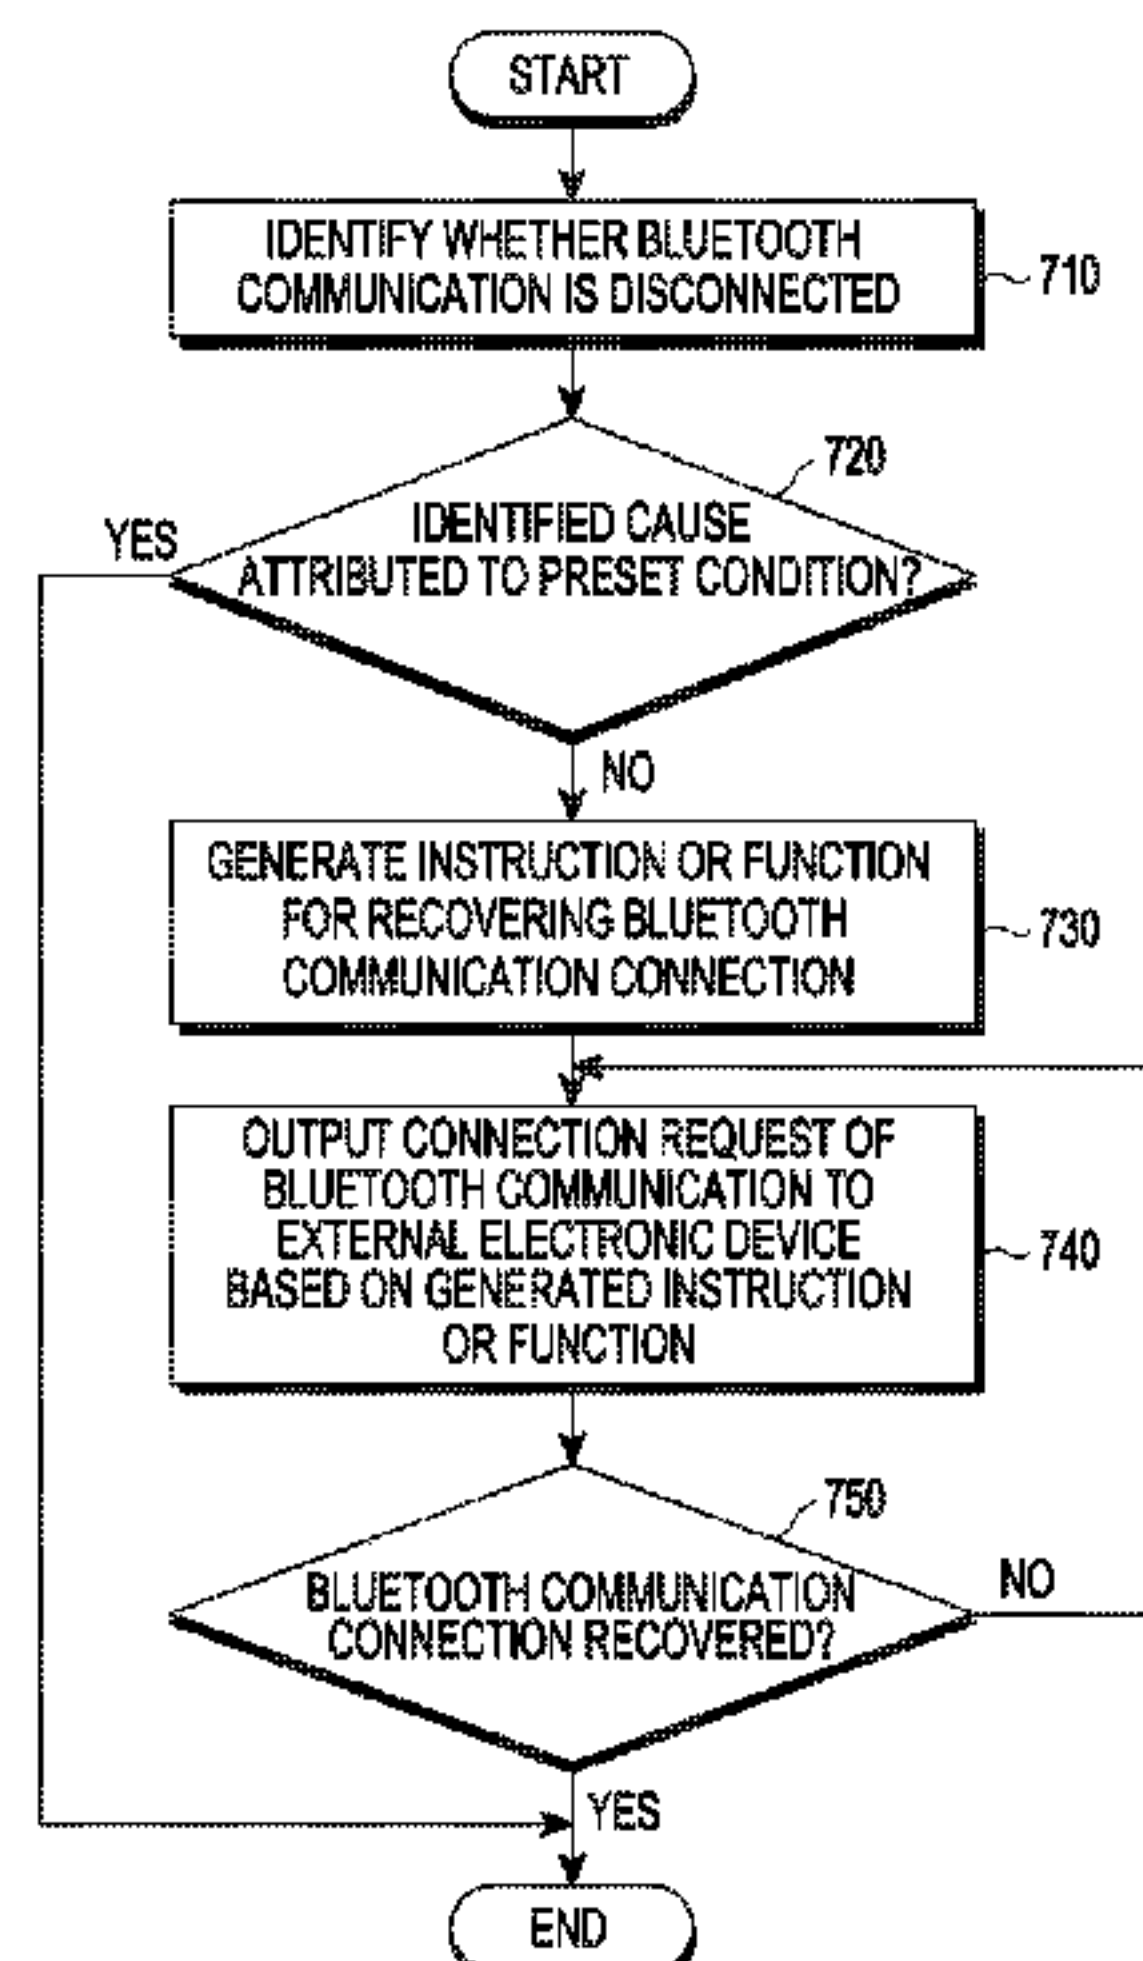 START
IDENTIFY WHETHER BLUETOOTH
COMMUNICATION IS DISCONNECTED
710
720
YES
IDENTIFIED CAUSE
ATTRIBUTED TO PRESET CONDITION?
NO
GENERATE INSTRUCTION OR FUNCTION
FOR RECOVERING BLUETOOTH
COMMUNICATION CONNECTION
730
OUTPUT CONNECTION REQUEST OF
BLUETOOTH COMMUNICATION TO
EXTERNAL ELECTRONIC DEVICE
BASED ON GENERATED INSTRUCTION
OR FUNCTION
740
750
BLUETOOTH COMMUNICATION
CONNECTION RECOVERED?
NO
YES
END